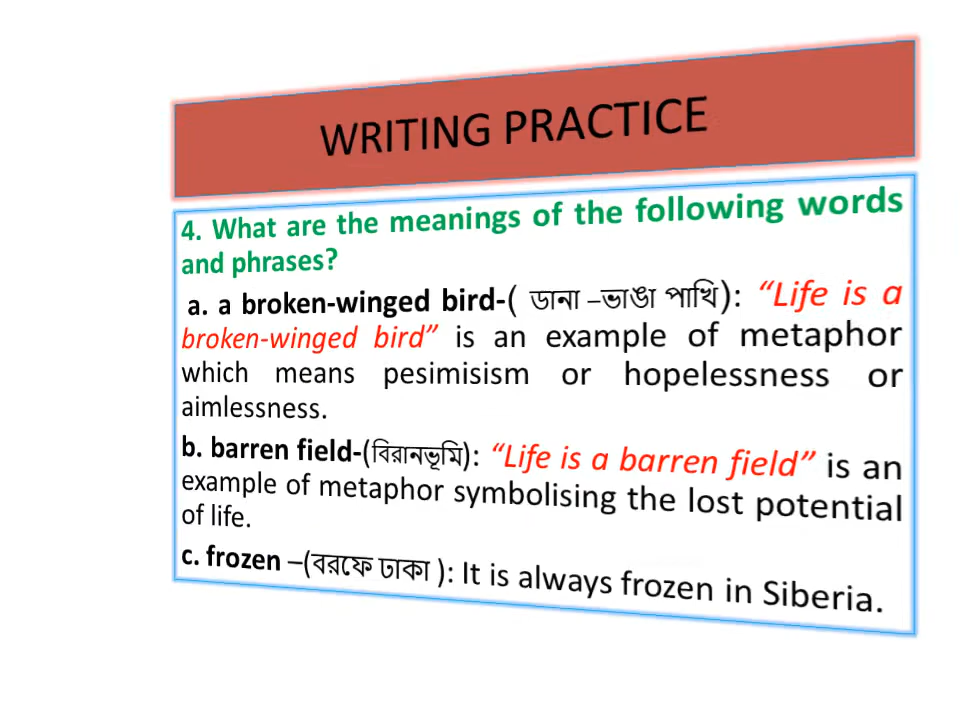 WRITING PRACTICE
4. What are the meanings of the following words
and phrases?
a. a broken-winged bird-( ডানা –ভাঙা পাখি): “Life is a
broken-winged bird” is an example of metaphor
which means pesimisism or hopelessness or
aimlessness.
b. barren field-(বিরানভূমি): “Life is a barren field” is an
example of metaphor symbolising the lost potential
of life.
c. frozen –(বরফে ঢাকা ): It is always frozen in Siberia.